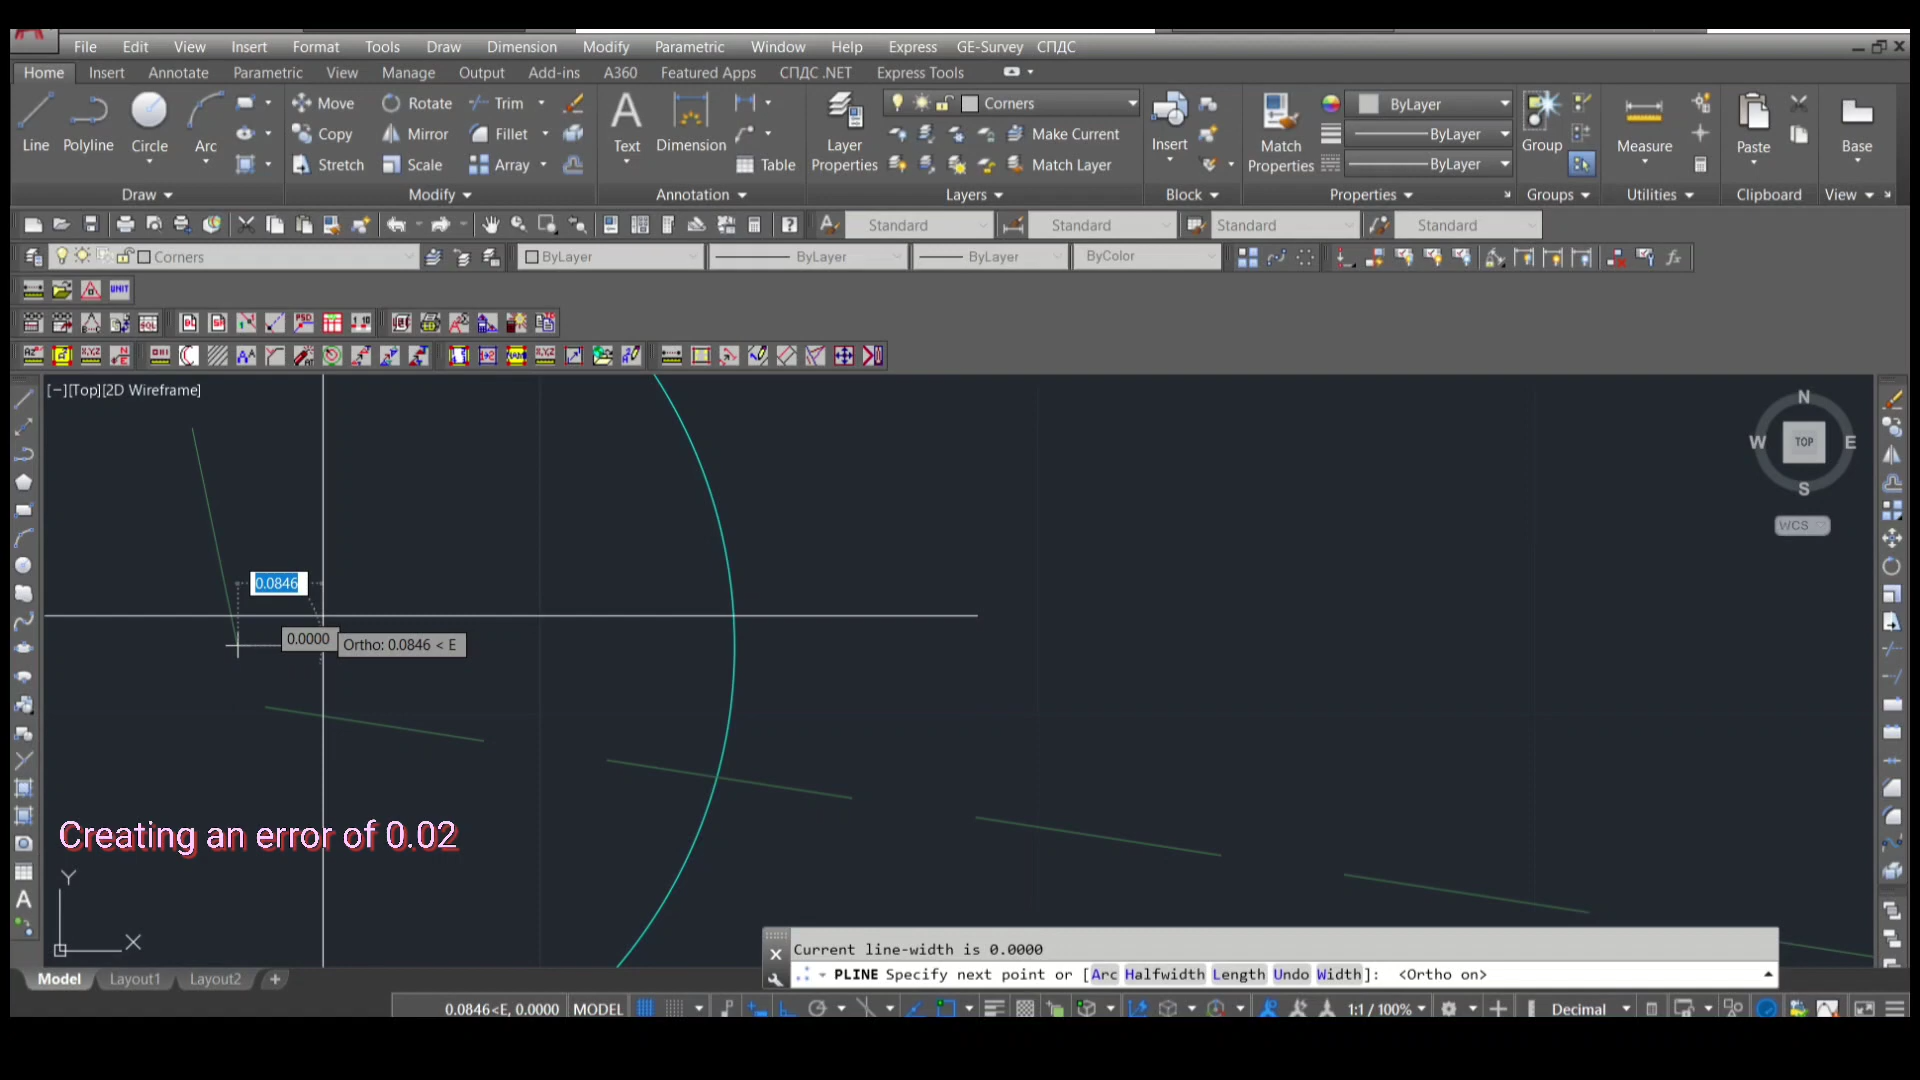 File Edit View Insert Format Tools Draw Dimension Modify Parametric Window Help Express GE-Survey СПДС
Home Insert Annotate Parametric View Manage Output Add-ins A360 Featured Apps СПДС .NET Express Tools
Move Rotate Trim Corners ByLayer
Copy Mirror Fillet Make Current ByLayer
Line Polyline Circle Arc Text Dimension Layer Properties Insert Match Properties Group Measure Paste Base
Stretch Scale Array Table Match Layer ByLayer
Draw Modify Annotation Layers Block Properties Groups Utilities Clipboard View
Standard Standard Standard Standard
Corners ByLayer ByLayer ByLayer ByColor
UNIT
[−][Top][2D Wireframe]
N
W TOP E
S
WCS
0.0846
0.0000 Ortho: 0.0846 < E
Creating an error of 0.02
Y
X
Current line-width is 0.0000
PLINE Specify next point or [Arc Halfwidth Length Undo Width]: <Ortho on>
Model Layout1 Layout2 +
0.0846<E, 0.0000 MODEL 1:1 / 100% Decimal